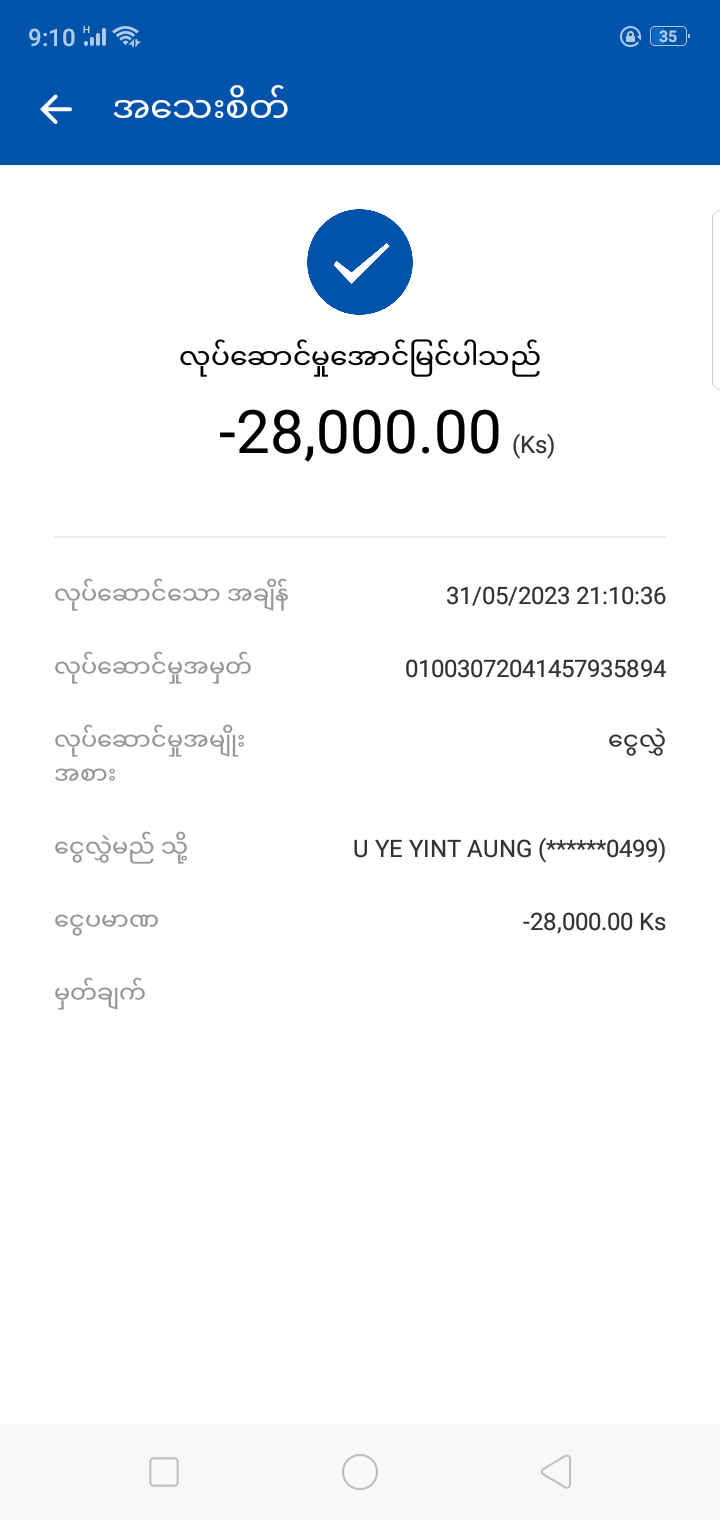 9:10 H 35
အသေးစိတ်
လုပ်ဆောင်မှုအောင်မြင်ပါသည်
-28,000.00 (Ks)
လုပ်ဆောင်သော အချိန် 31/05/2023 21:10:36
လုပ်ဆောင်မှုအမှတ် 01003072041457935894
လုပ်ဆောင်မှုအမျိုး ငွေလွှဲ
အစား
ငွေလွှဲမည် သို့ U YE YINT AUNG (******0499)
ငွေပမာဏ -28,000.00 Ks
မှတ်ချက်